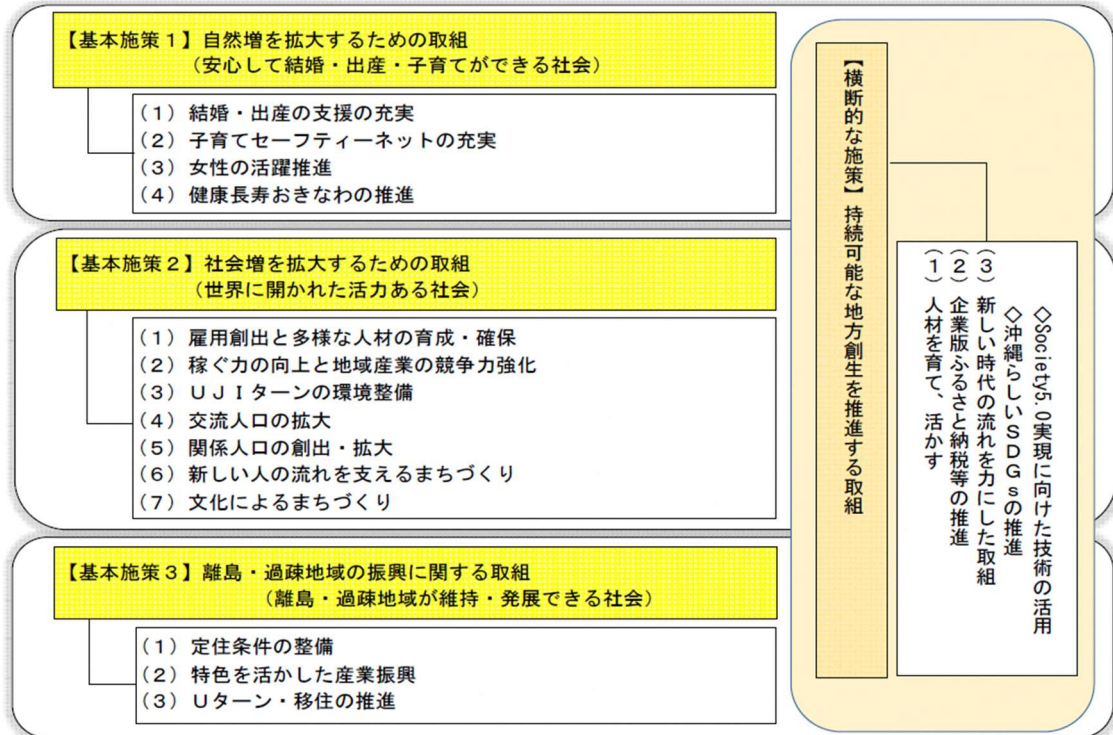 【基本施策1】自然増を拡大するための取組
（安心して結婚・出産・子育てができる社会）
（1）結婚・出産の支援の充実
（2）子育てセーフティーネットの充実
（3）女性の活躍推進
（4）健康長寿おきなわの推進
【基本施策2】社会増を拡大するための取組
（世界に開かれた活力ある社会）
（1）雇用創出と多様な人材の育成・確保
（2）稼ぐ力の向上と地域産業の競争力強化
（3）ＵＪＩターンの環境整備
（4）交流人口の拡大
（5）関係人口の創出・拡大
（6）新しい人の流れを支えるまちづくり
（7）文化によるまちづくり
【基本施策3】離島・過疎地域の振興に関する取組
（離島・過疎地域が維持・発展できる社会）
（1）定住条件の整備
（2）特色を活かした産業振興
（3）Ｕターン・移住の推進
【横断的な施策】持続可能な地方創生を推進する取組
（1）人材を育て、活かす
（2）企業版ふるさと納税等の推進
（3）新しい時代の流れを力にした取組
◇沖縄らしいＳＤＧｓの推進
◇Society5.0実現に向けた技術の活用